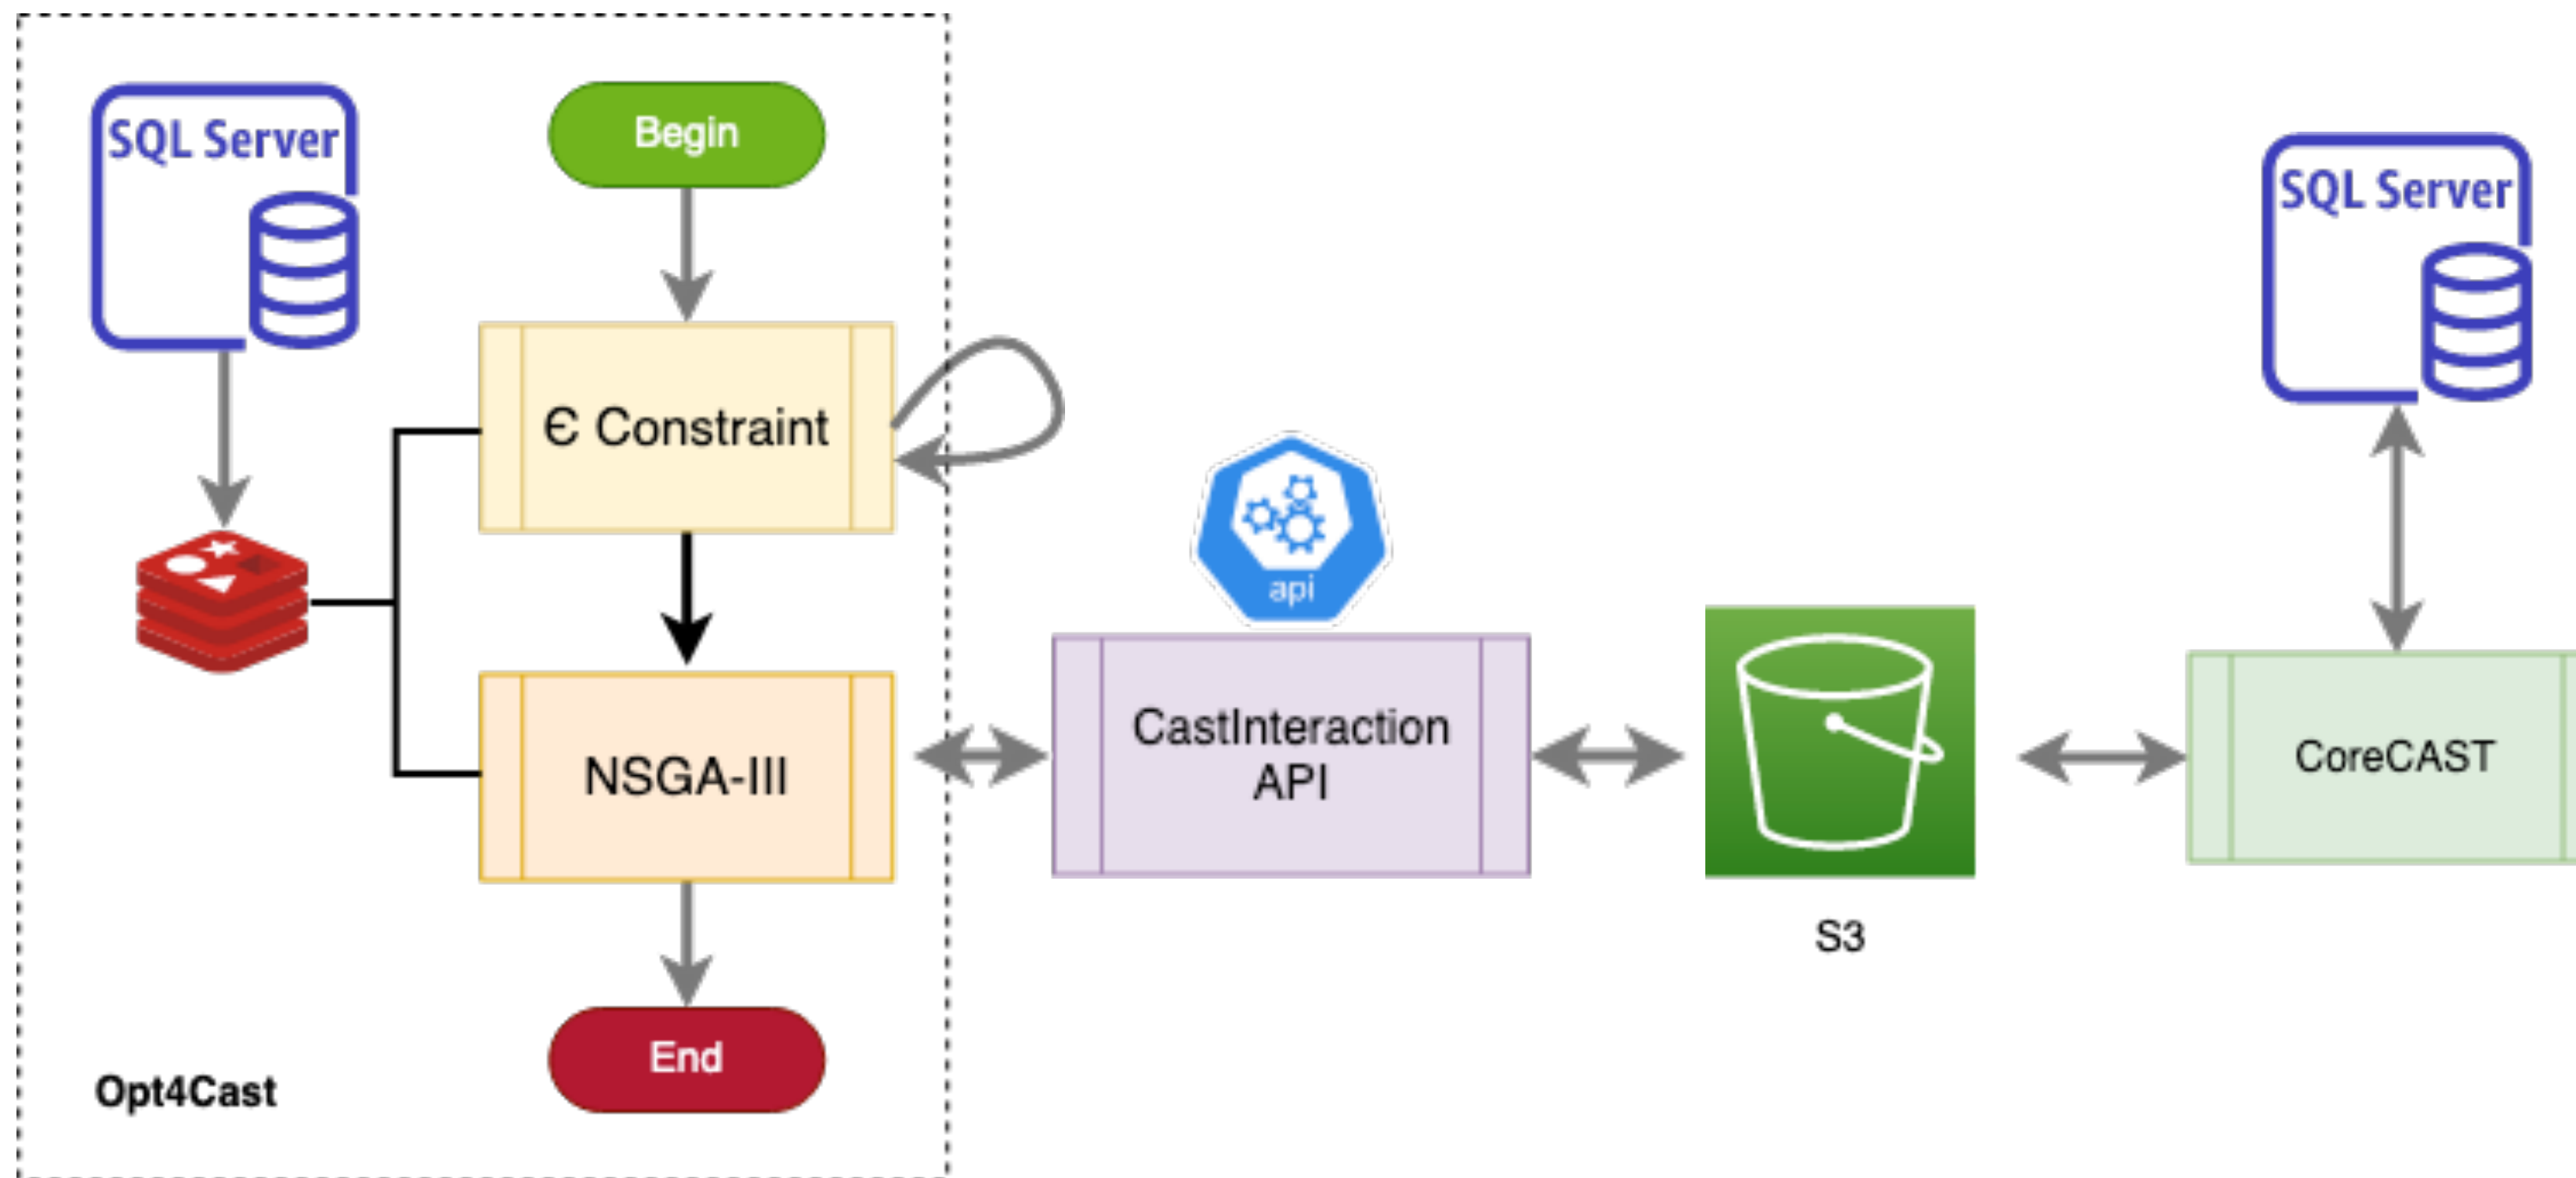 SQL Server
Begin
Є Constraint
NSGA-III
End
Opt4Cast
api
CastInteraction
API
S3
SQL Server
CoreCAST